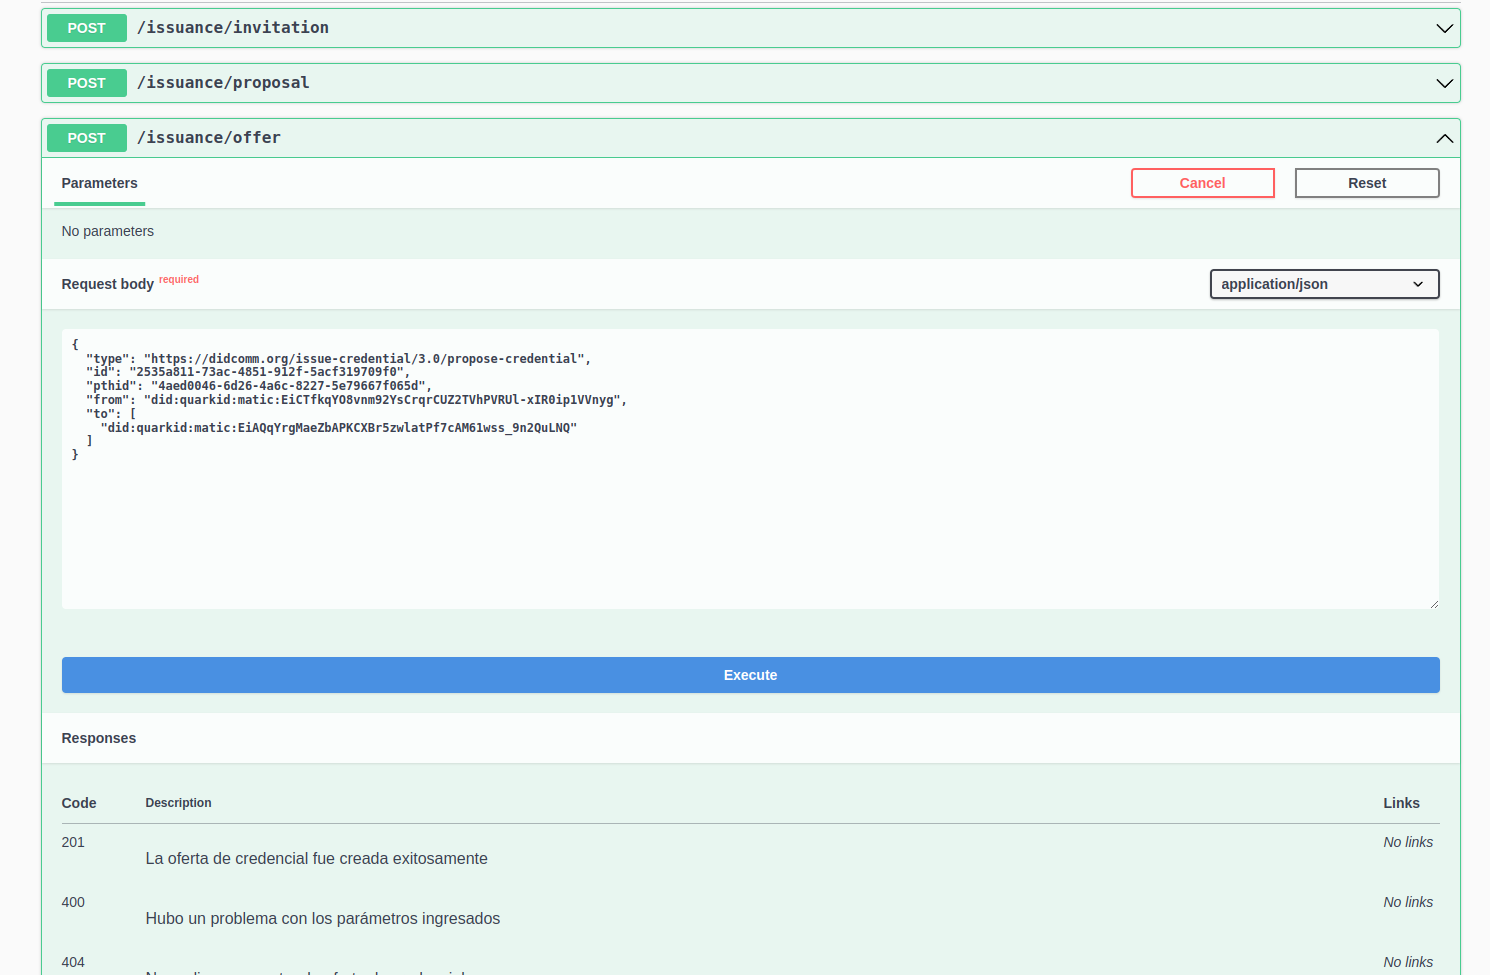 POST /issuance/invitation
POST /issuance/proposal
POST /issuance/offer
Parameters Cancel Reset
No parameters
Request body required application/json
{
  "type": "https://didcomm.org/issue-credential/3.0/propose-credential",
  "id": "2535a811-73ac-4851-912f-5acf319709f0",
  "pthid": "4aed0046-6d26-4a6c-8227-5e79667f065d",
  "from": "did:quarkid:matic:EiCTfkqYO8vnm92YsCrqrCUZ2TVhPVRUl-xIR0ip1VVnyg",
  "to": [
    "did:quarkid:matic:EiAQqYrgMaeZbAPKCXBr5zwlatPf7cAM61wss_9n2QuLNQ"
  ]
}
Execute
Responses
Code Description Links
201 No links
La oferta de credencial fue creada exitosamente
400 No links
Hubo un problema con los parámetros ingresados
404 No links